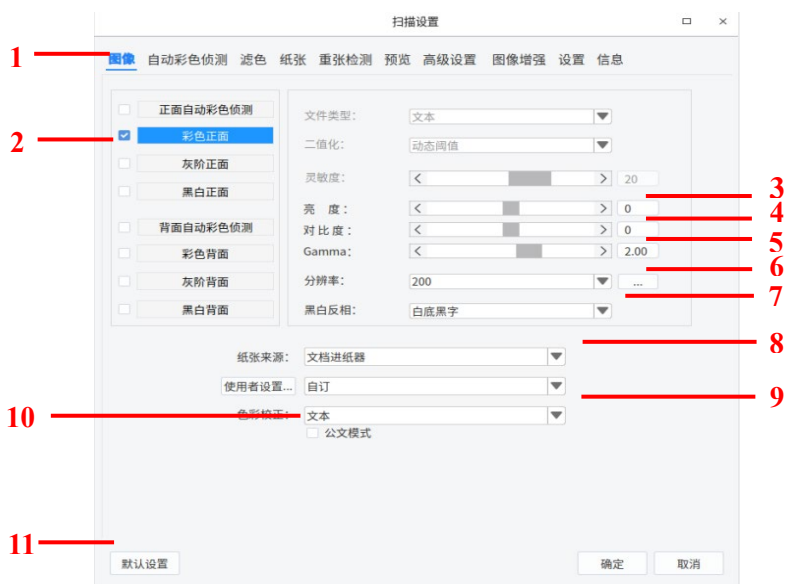 扫描设置
1 图像 自动彩色侦测 滤色 纸张 重张检测 预览 高级设置 图像增强 设置 信息
正面自动彩色侦测
2 彩色正面
灰阶正面
黑白正面
背面自动彩色侦测
彩色背面
灰阶背面
黑白背面
文件类型: 文本
二值化: 动态阈值
灵敏度: 20
3
亮 度: 0
4
对比度: 0
5
Gamma: 2.00
6
分辨率: 200 ...
7
黑白反相: 白底黑字
8
纸张来源: 文档进纸器
使用者设置... 自订
9
10 色彩校正: 文本
公文模式
11
默认设置 确定 取消